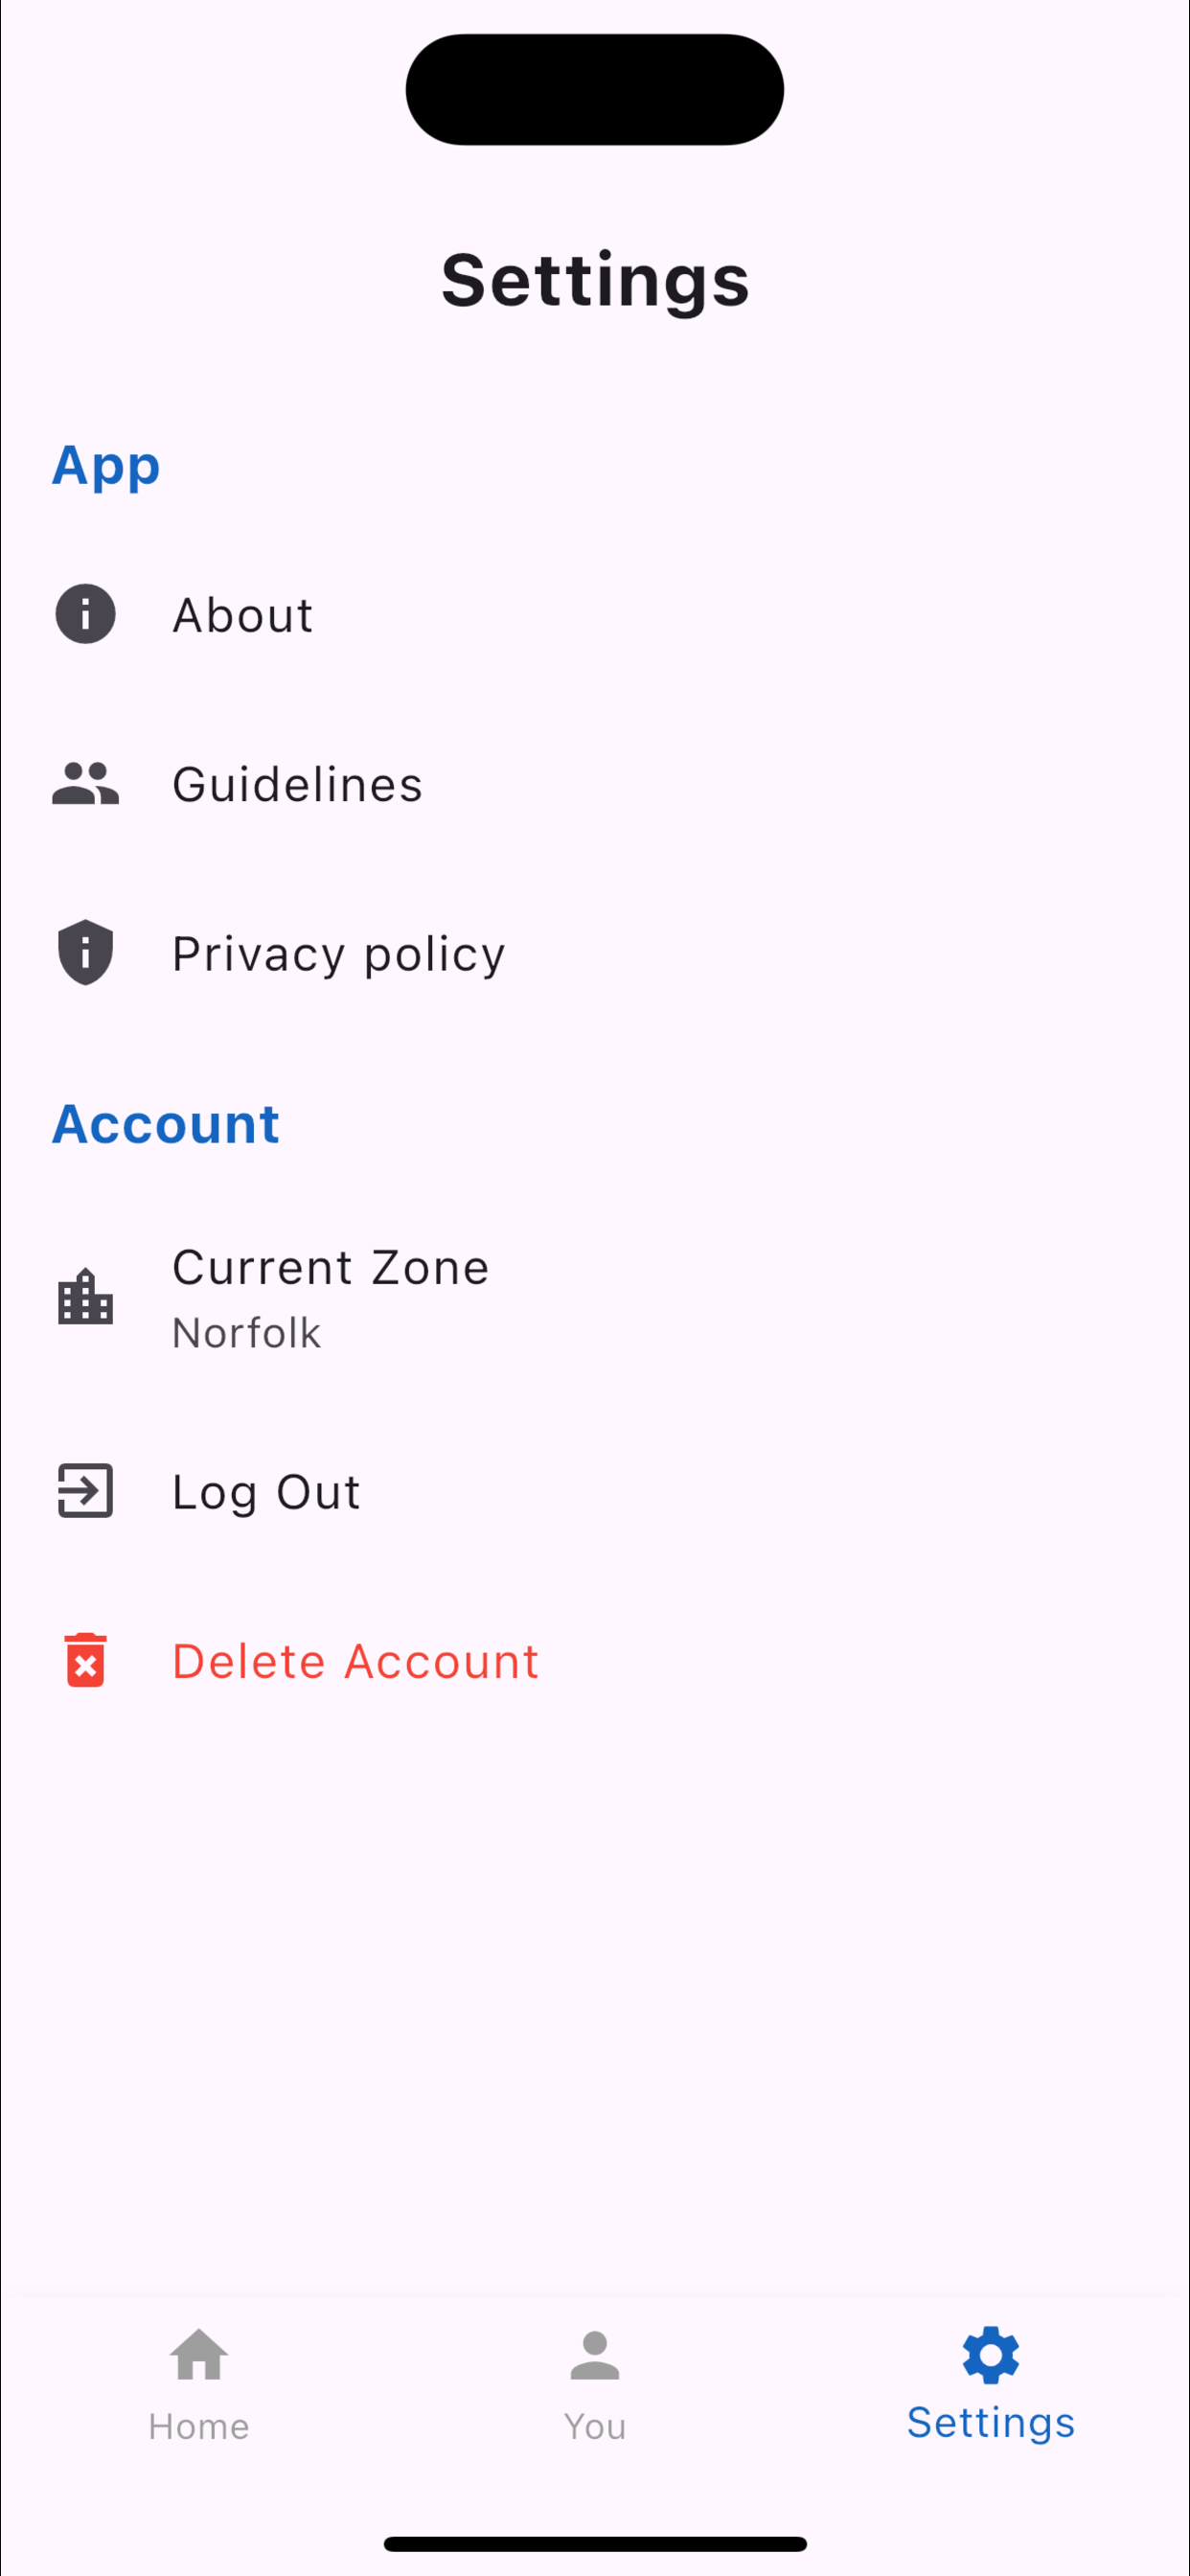 Settings
App
About
Guidelines
Privacy policy
Account
Current Zone
Norfolk
Log Out
Delete Account
Home
You
Settings